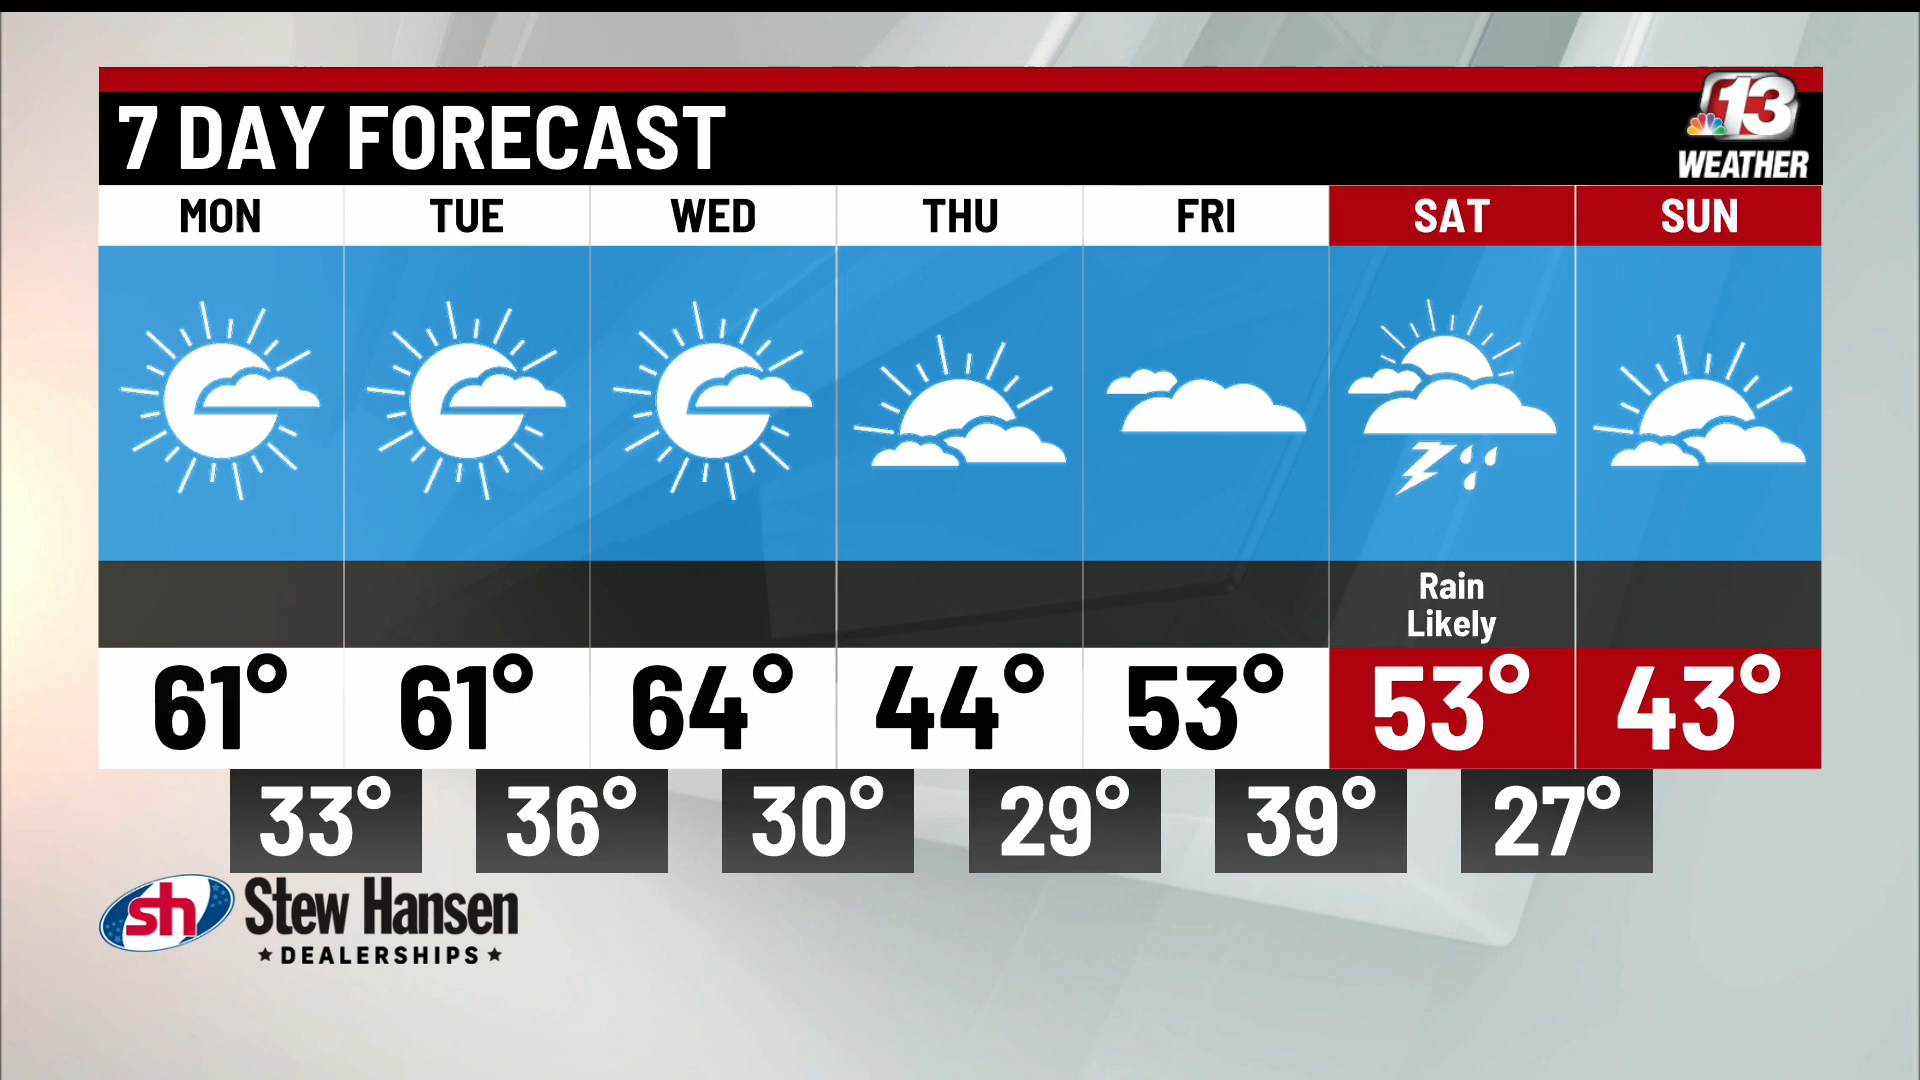 7 DAY FORECAST
13
WEATHER
MON TUE WED THU FRI SAT SUN
Rain
Likely
61° 61° 64° 44° 53° 53° 43°
33° 36° 30° 29° 39° 27°
sh Stew Hansen
★ DEALERSHIPS ★